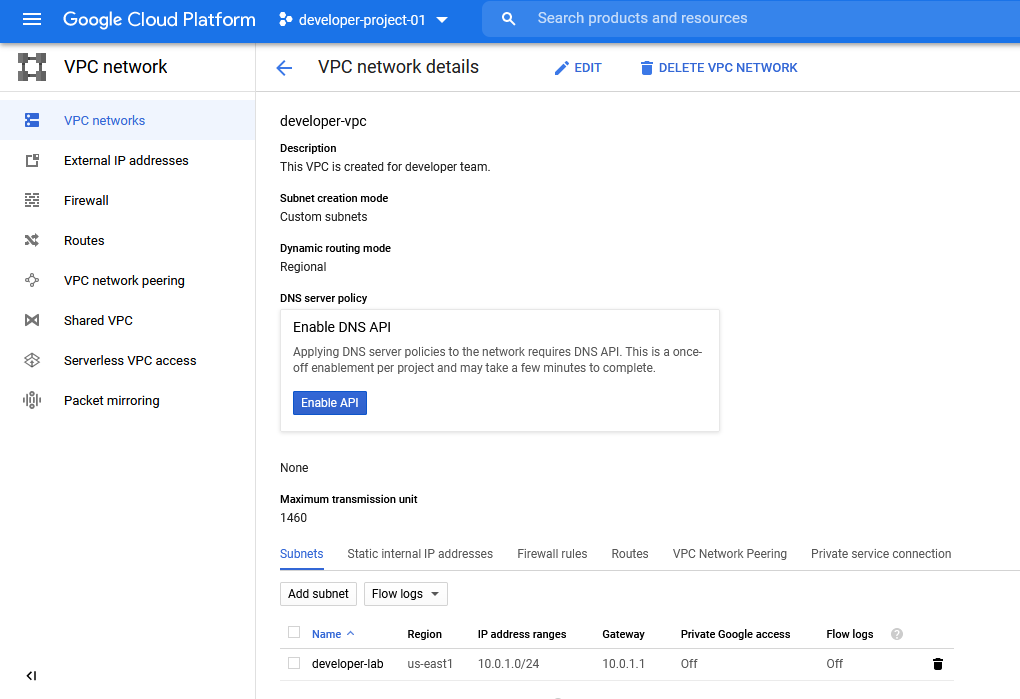 Google Cloud Platform
developer-project-01
Search products and resources
VPC network
VPC network details
EDIT
DELETE VPC NETWORK
VPC networks
External IP addresses
Firewall
Routes
VPC network peering
Shared VPC
Serverless VPC access
Packet mirroring
developer-vpc
Description
This VPC is created for developer team.
Subnet creation mode
Custom subnets
Dynamic routing mode
Regional
DNS server policy
Enable DNS API
Applying DNS server policies to the network requires DNS API. This is a once-
off enablement per project and may take a few minutes to complete.
Enable API
None
Maximum transmission unit
1460
Subnets Static internal IP addresses Firewall rules Routes VPC Network Peering Private service connection
Add subnet Flow logs
Name Region IP address ranges Gateway Private Google access Flow logs ?
developer-lab us-east1 10.0.1.0/24 10.0.1.1 Off Off